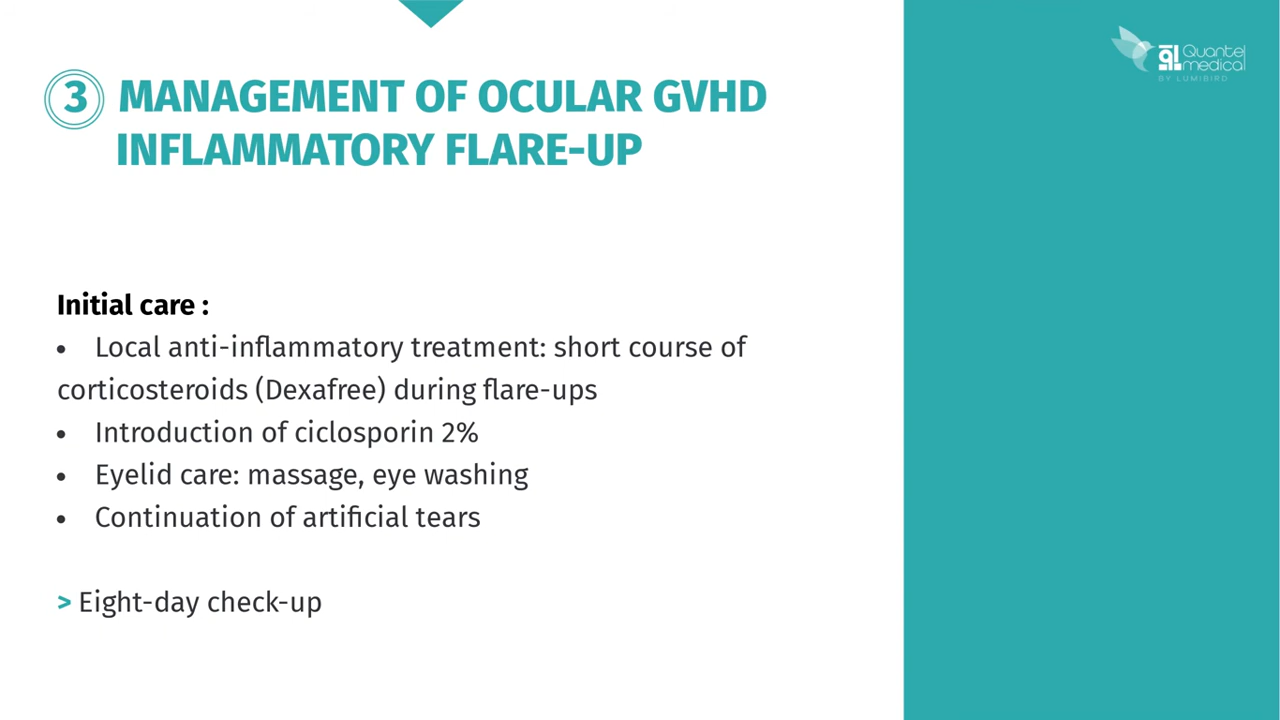 3 MANAGEMENT OF OCULAR GVHD
INFLAMMATORY FLARE-UP
Quantel
medical
BY LUMIBIRD
Initial care :
• Local anti-inflammatory treatment: short course of
corticosteroids (Dexafree) during flare-ups
• Introduction of ciclosporin 2%
• Eyelid care: massage, eye washing
• Continuation of artificial tears
> Eight-day check-up